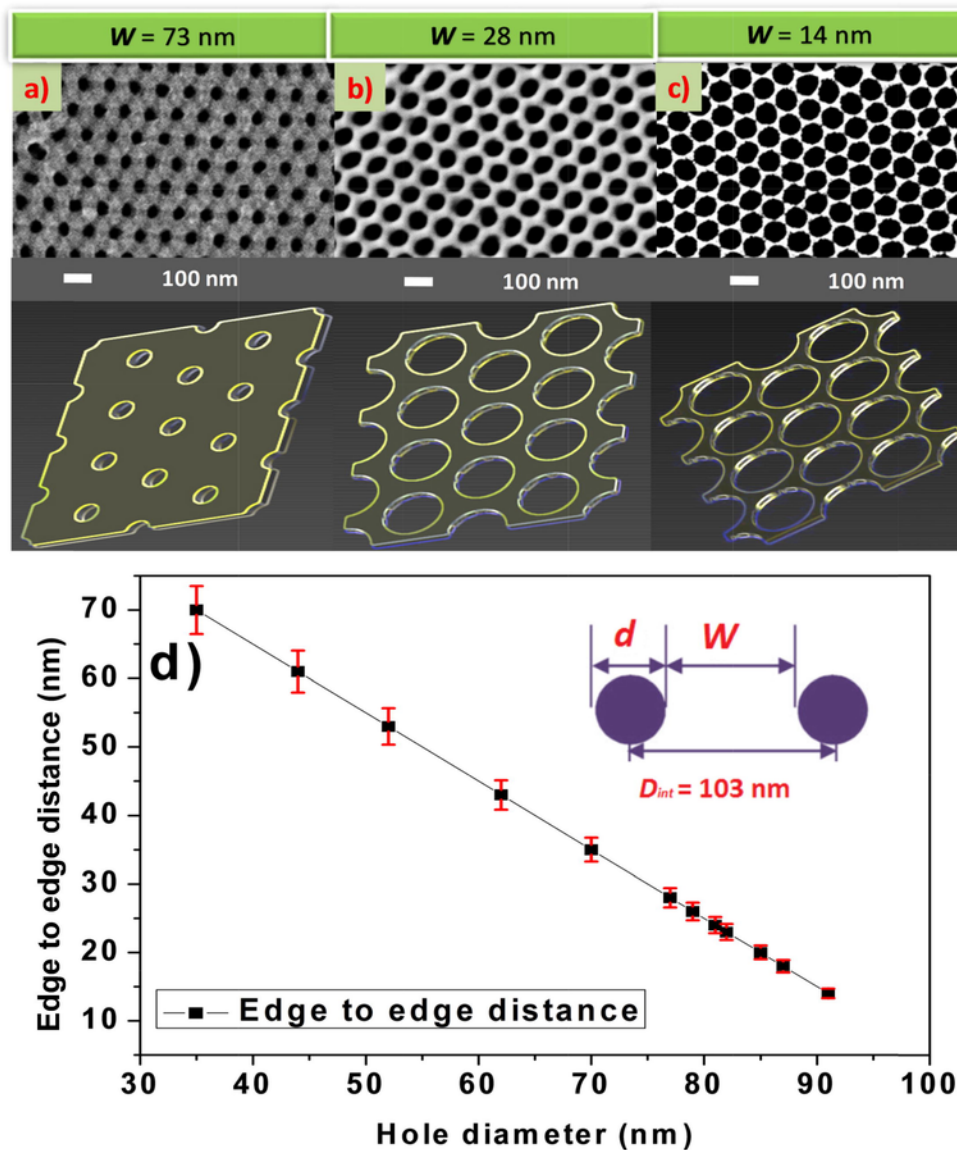 W = 73 nm
W = 28 nm
W = 14 nm
a)
b)
c)
100 nm
100 nm
100 nm
d)
d
W
D_int = 103 nm
Edge to edge distance (nm)
70
60
50
40
30
20
10
Edge to edge distance
30 40 50 60 70 80 90 100
Hole diameter (nm)